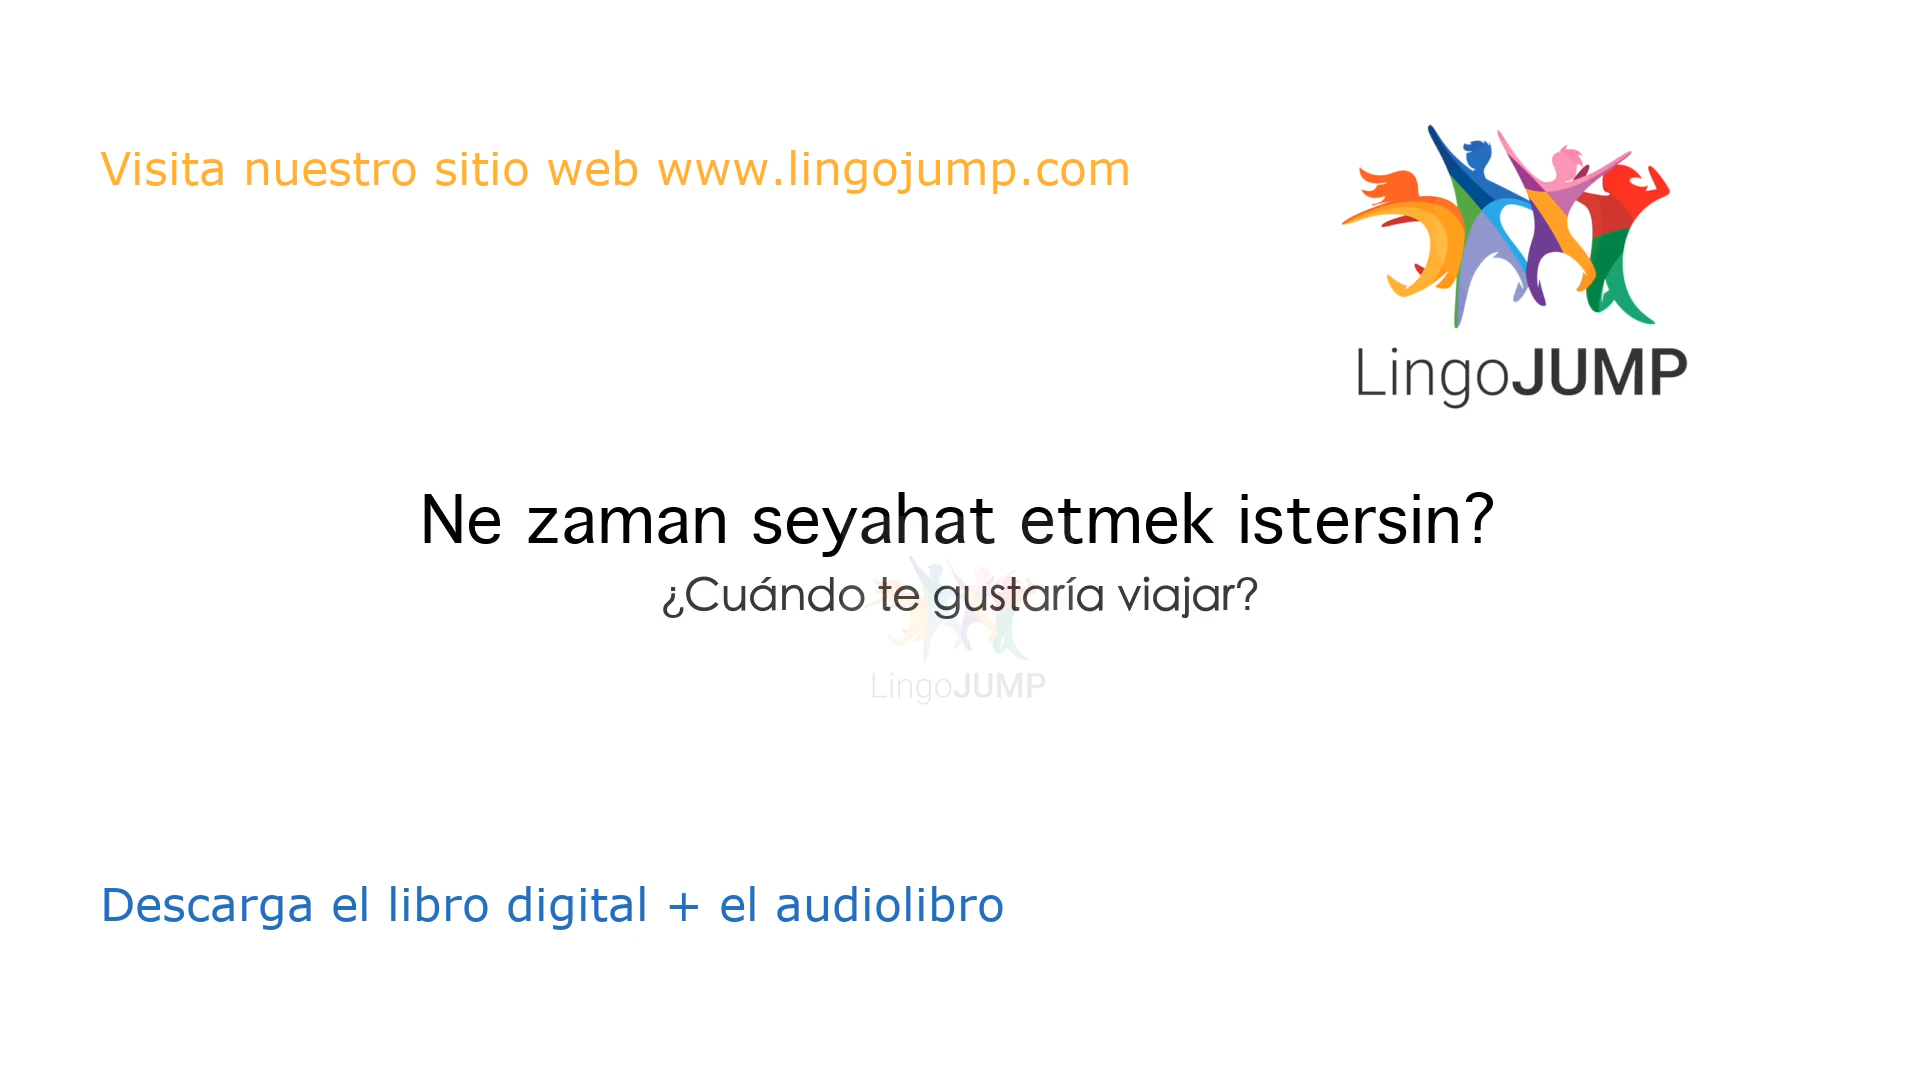 Visita nuestro sitio web www.lingojump.com
LingoJUMP
Ne zaman seyahat etmek istersin?
¿Cuándo te gustaría viajar?
LingoJUMP
Descarga el libro digital + el audiolibro